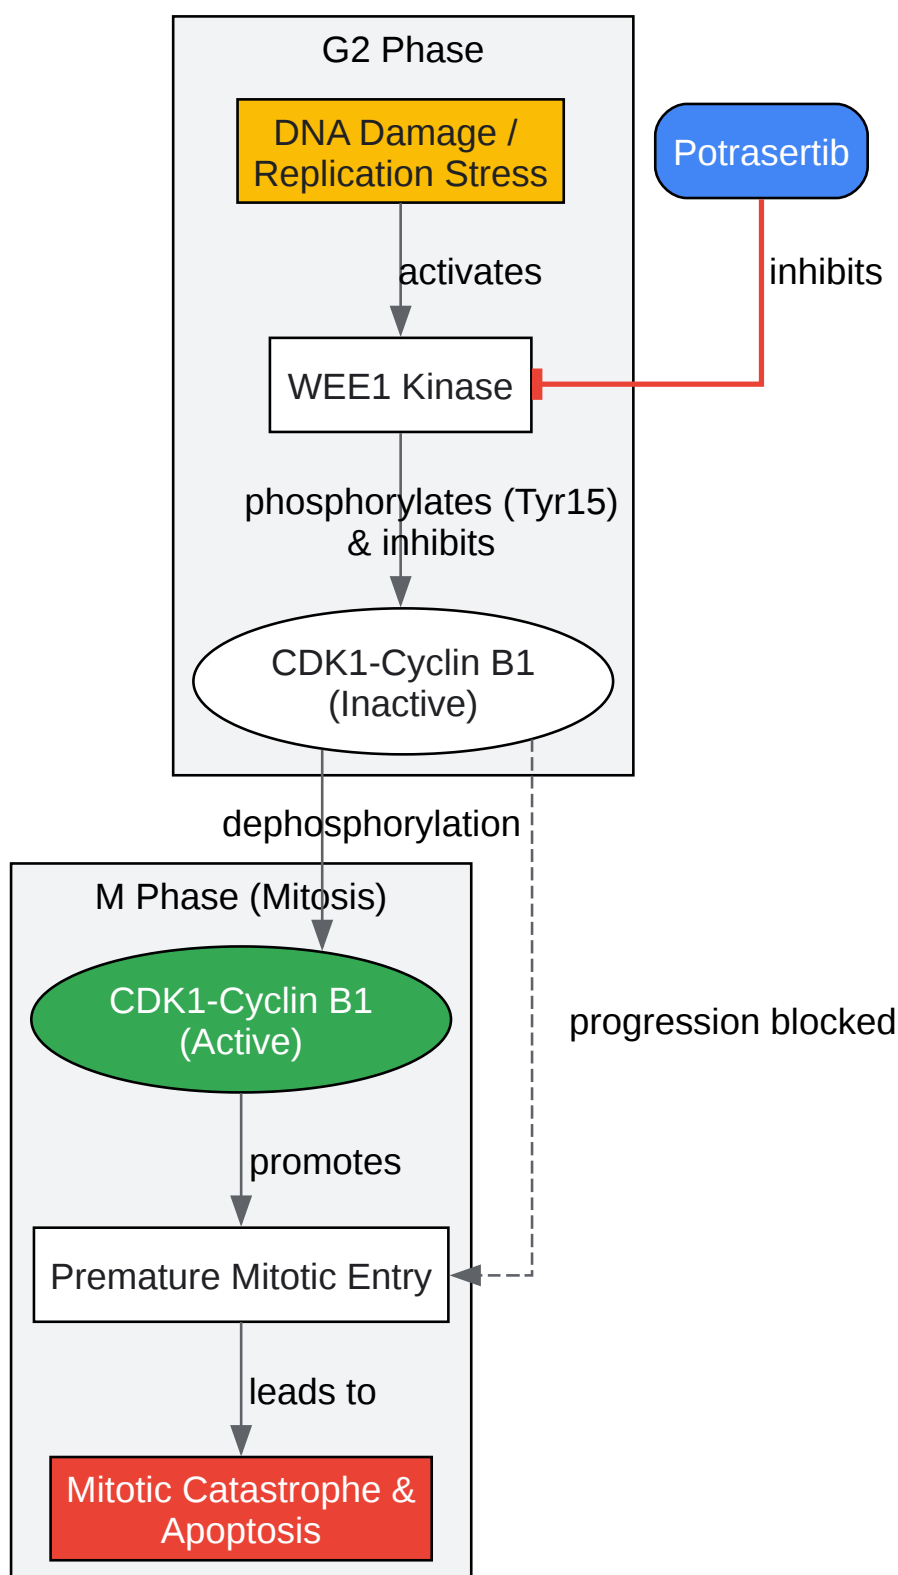 G2 Phase
DNA Damage /
Replication Stress
Potrasertib
activates
inhibits
WEE1 Kinase
phosphorylates (Tyr15)
& inhibits
CDK1-Cyclin B1
(Inactive)
dephosphorylation
M Phase (Mitosis)
CDK1-Cyclin B1
(Active)
progression blocked
promotes
Premature Mitotic Entry
leads to
Mitotic Catastrophe &
Apoptosis